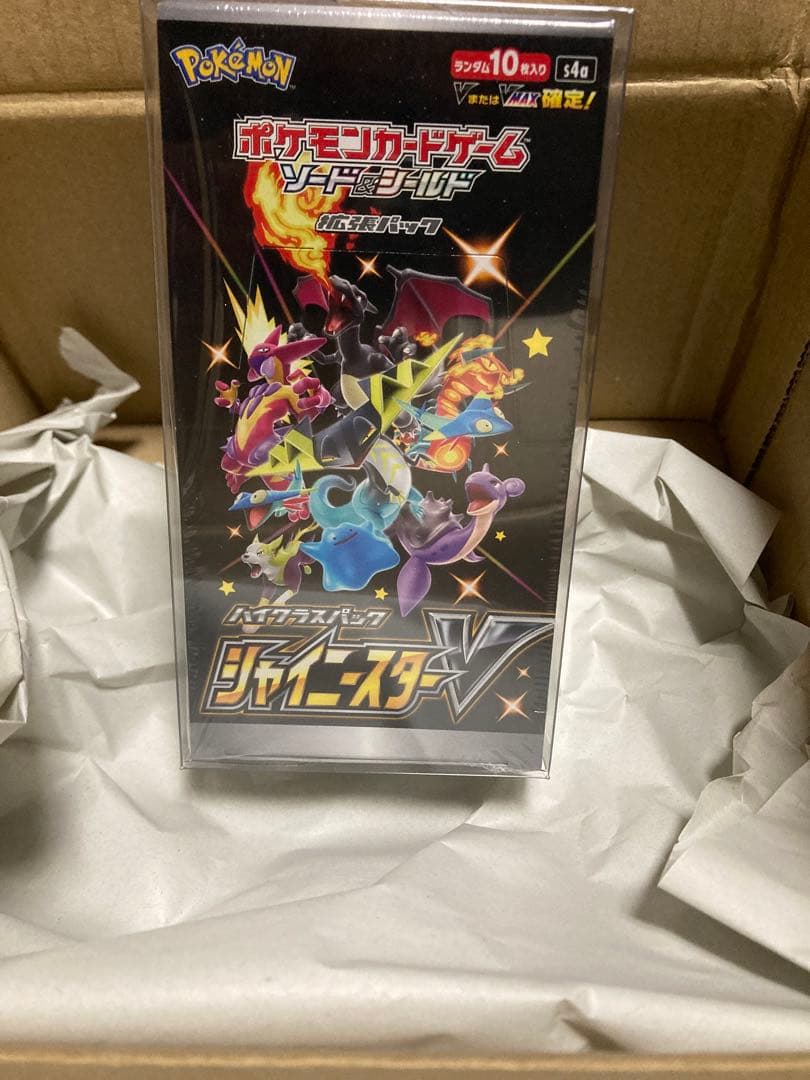 POKéMON
ランダム10枚入り s4a
VまたはVMAX確定!
ポケモンカードゲーム
ソード&シールド
拡張パック
ハイクラスパック
シャイニースターV